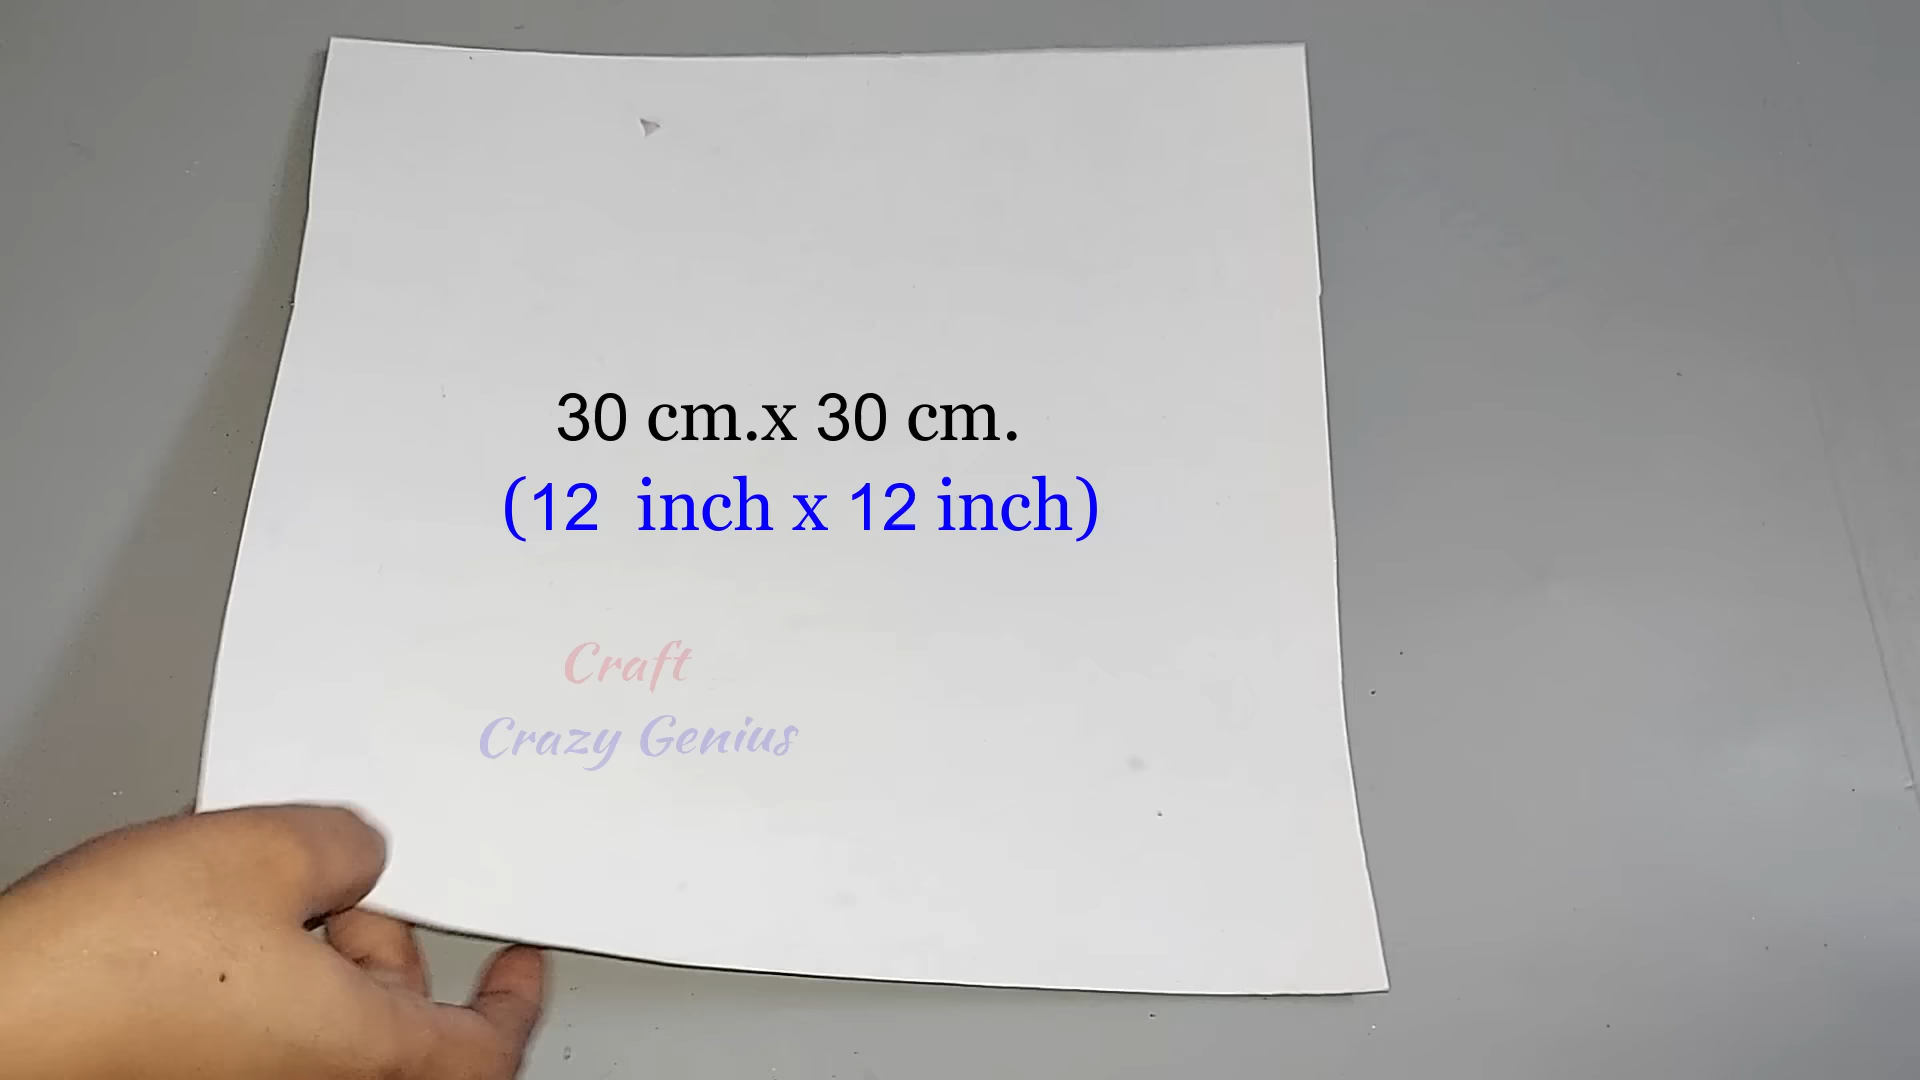 30 cm.x 30 cm.
(12  inch x 12 inch)
Craft
Crazy Genius